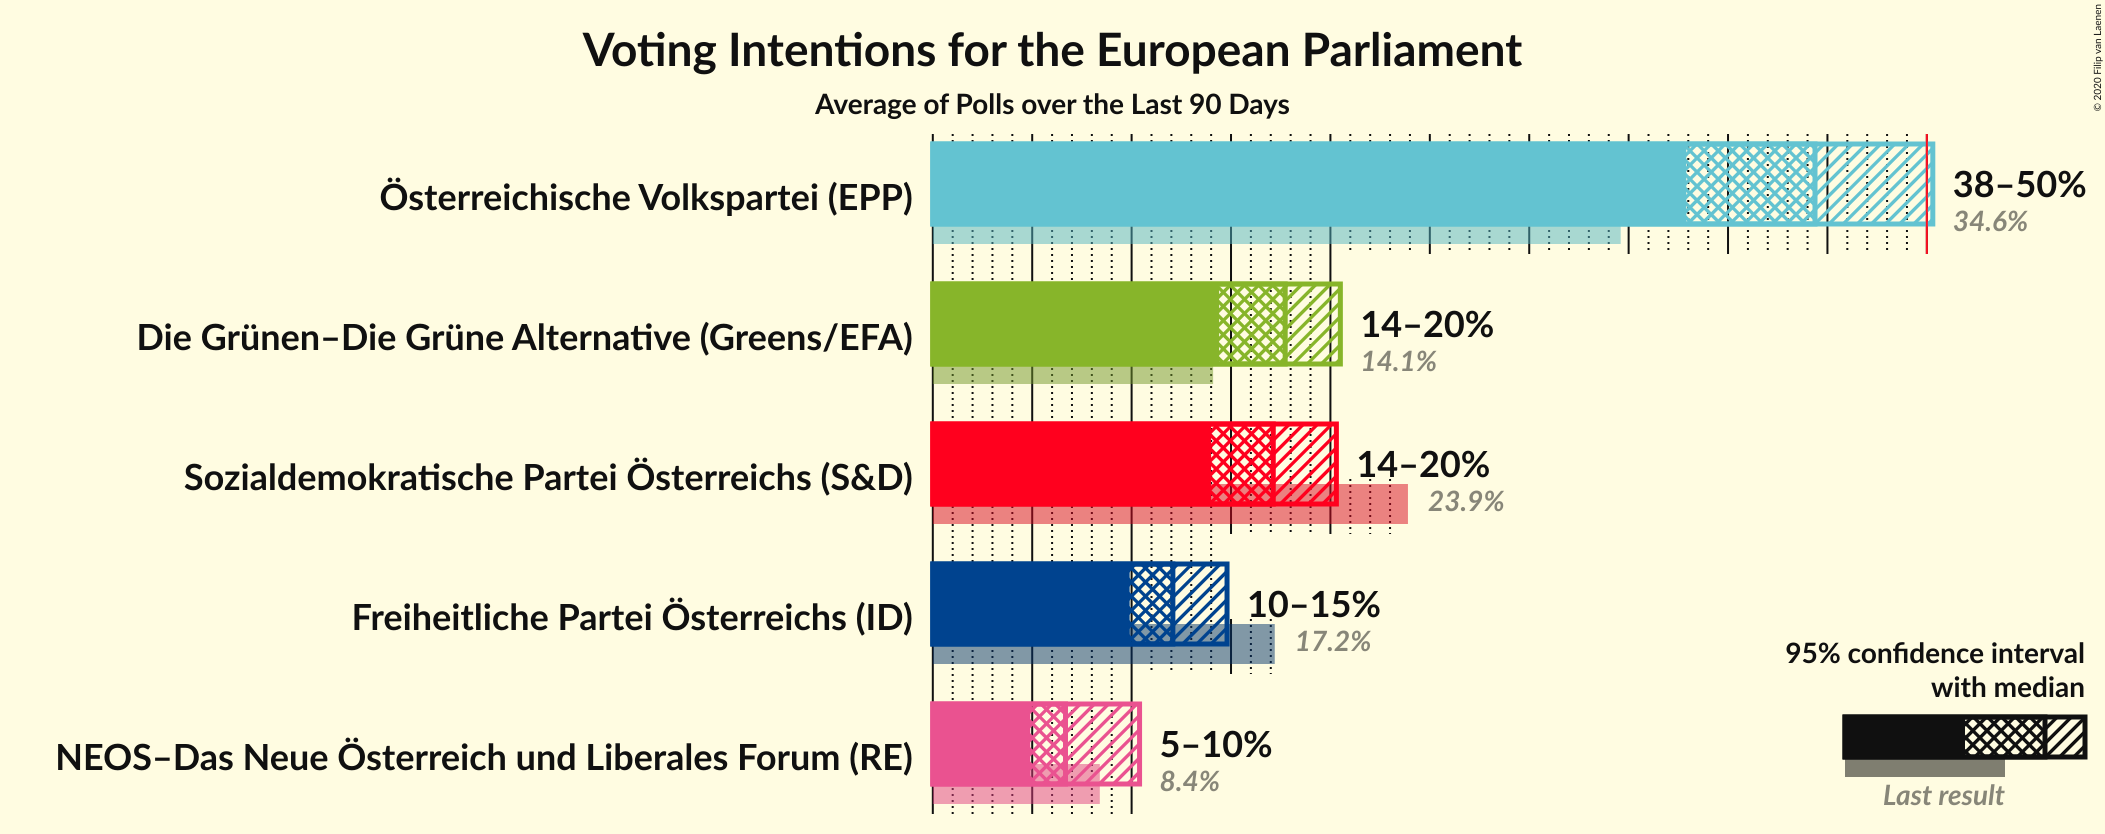 Voting Intentions for the European Parliament
Average of Polls over the Last 90 Days
© 2020 Filip van Laenen
Österreichische Volkspartei (EPP)
38–50%
34.6%
Die Grünen–Die Grüne Alternative (Greens/EFA)
14–20%
14.1%
Sozialdemokratische Partei Österreichs (S&D)
14–20%
23.9%
Freiheitliche Partei Österreichs (ID)
10–15%
17.2%
NEOS–Das Neue Österreich und Liberales Forum (RE)
5–10%
8.4%
95% confidence interval
with median
Last result